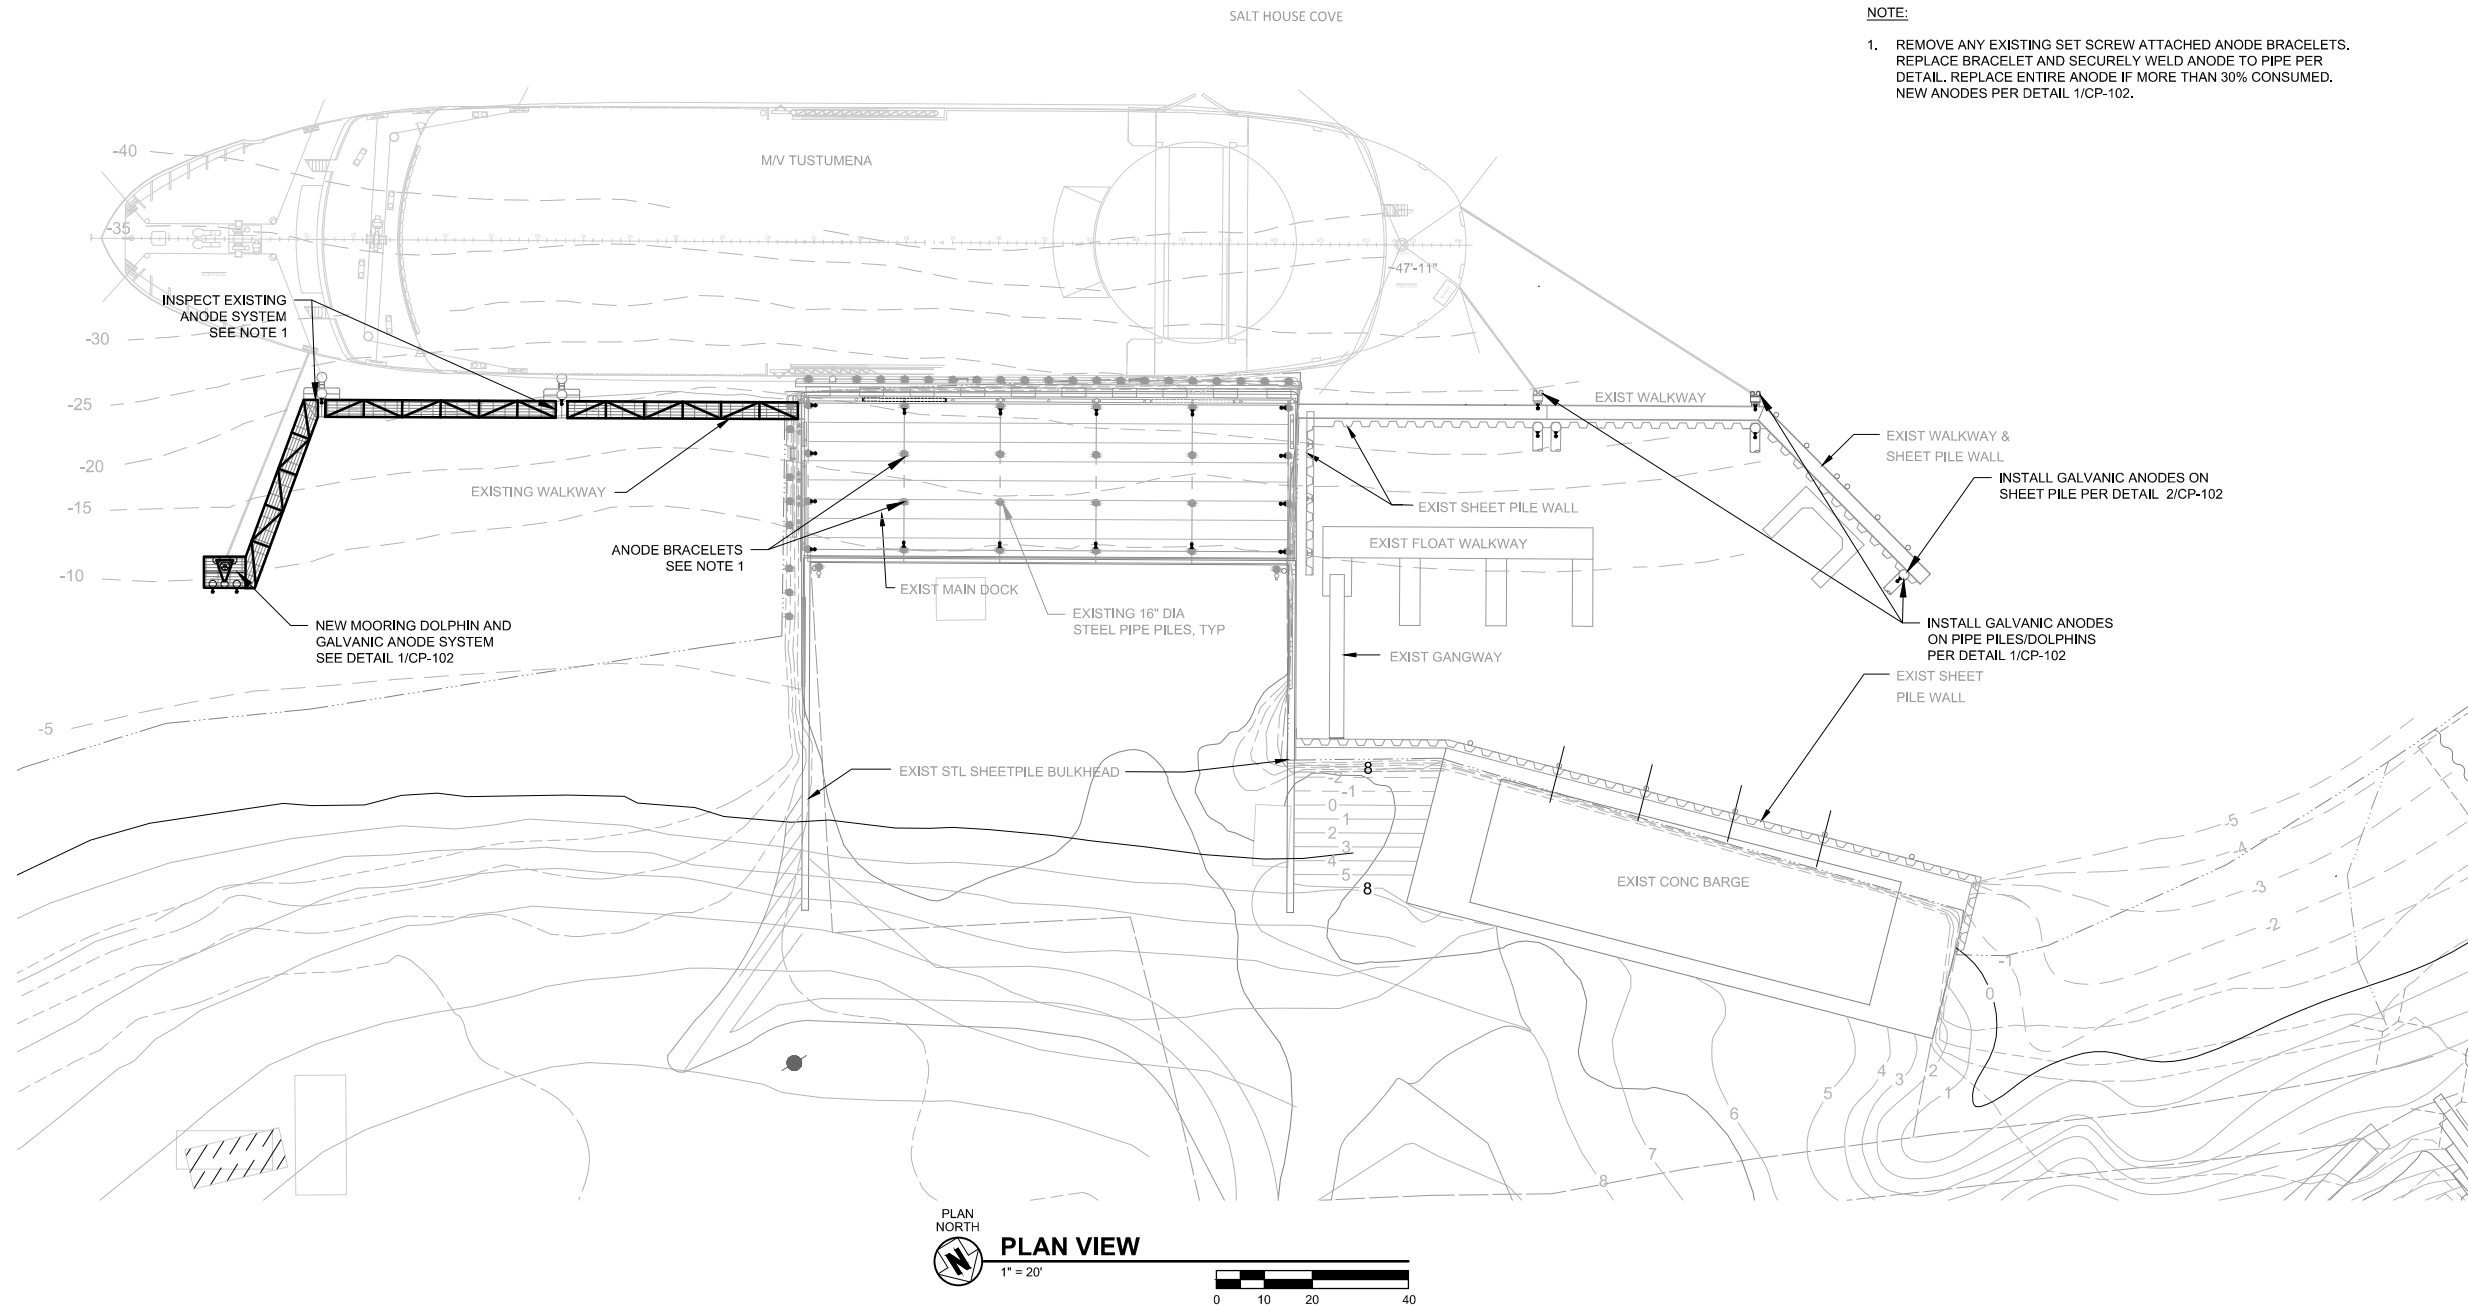 SALT HOUSE COVE
NOTE:
1. REMOVE ANY EXISTING SET SCREW ATTACHED ANODE BRACELETS.
REPLACE BRACELET AND SECURELY WELD ANODE TO PIPE PER
DETAIL. REPLACE ENTIRE ANODE IF MORE THAN 30% CONSUMED.
NEW ANODES PER DETAIL 1/CP-102.
-40
M/V TUSTUMENA
-35
~47'-11"
INSPECT EXISTING
ANODE SYSTEM
SEE NOTE 1
-30
-25
EXIST WALKWAY
EXIST WALKWAY &
SHEET PILE WALL
-20
INSTALL GALVANIC ANODES ON
SHEET PILE PER DETAIL 2/CP-102
EXISTING WALKWAY
-15
EXIST SHEET PILE WALL
EXIST FLOAT WALKWAY
ANODE BRACELETS
SEE NOTE 1
-10
EXIST MAIN DOCK
EXISTING 16" DIA
STEEL PIPE PILES, TYP
NEW MOORING DOLPHIN AND
GALVANIC ANODE SYSTEM
SEE DETAIL 1/CP-102
INSTALL GALVANIC ANODES
ON PIPE PILES/DOLPHINS
PER DETAIL 1/CP-102
EXIST GANGWAY
EXIST SHEET
PILE WALL
-5
EXIST STL SHEETPILE BULKHEAD
8
-2
-1
0
1
2
3
4
5
8
EXIST CONC BARGE
-5
-4
-3
-2
-1
0
5
4
3
2
1
6
7
8
PLAN
NORTH
N
PLAN VIEW
1" = 20'
0 10 20 40